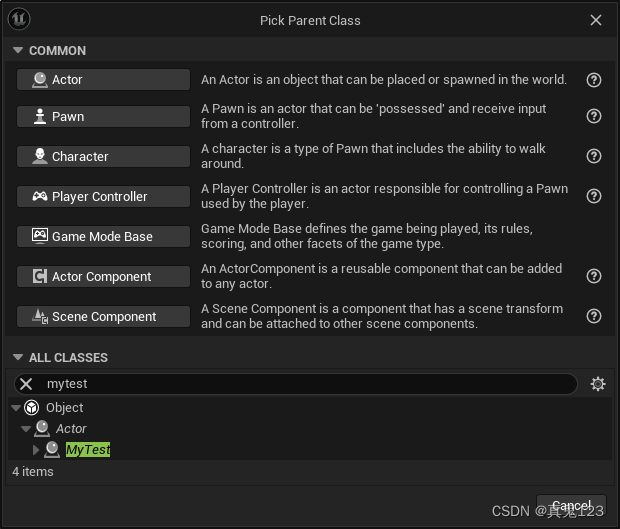 Pick Parent Class
COMMON
Actor
An Actor is an object that can be placed or spawned in the world.
Pawn
A Pawn is an actor that can be 'possessed' and receive input
from a controller.
Character
A character is a type of Pawn that includes the ability to walk
around.
Player Controller
A Player Controller is an actor responsible for controlling a Pawn
used by the player.
Game Mode Base
Game Mode Base defines the game being played, its rules,
scoring, and other facets of the game type.
Actor Component
An ActorComponent is a reusable component that can be added
to any actor.
Scene Component
A Scene Component is a component that has a scene transform
and can be attached to other scene components.
ALL CLASSES
mytest
Object
Actor
MyTest
4 items
Cancel
CSDN @真鬼123